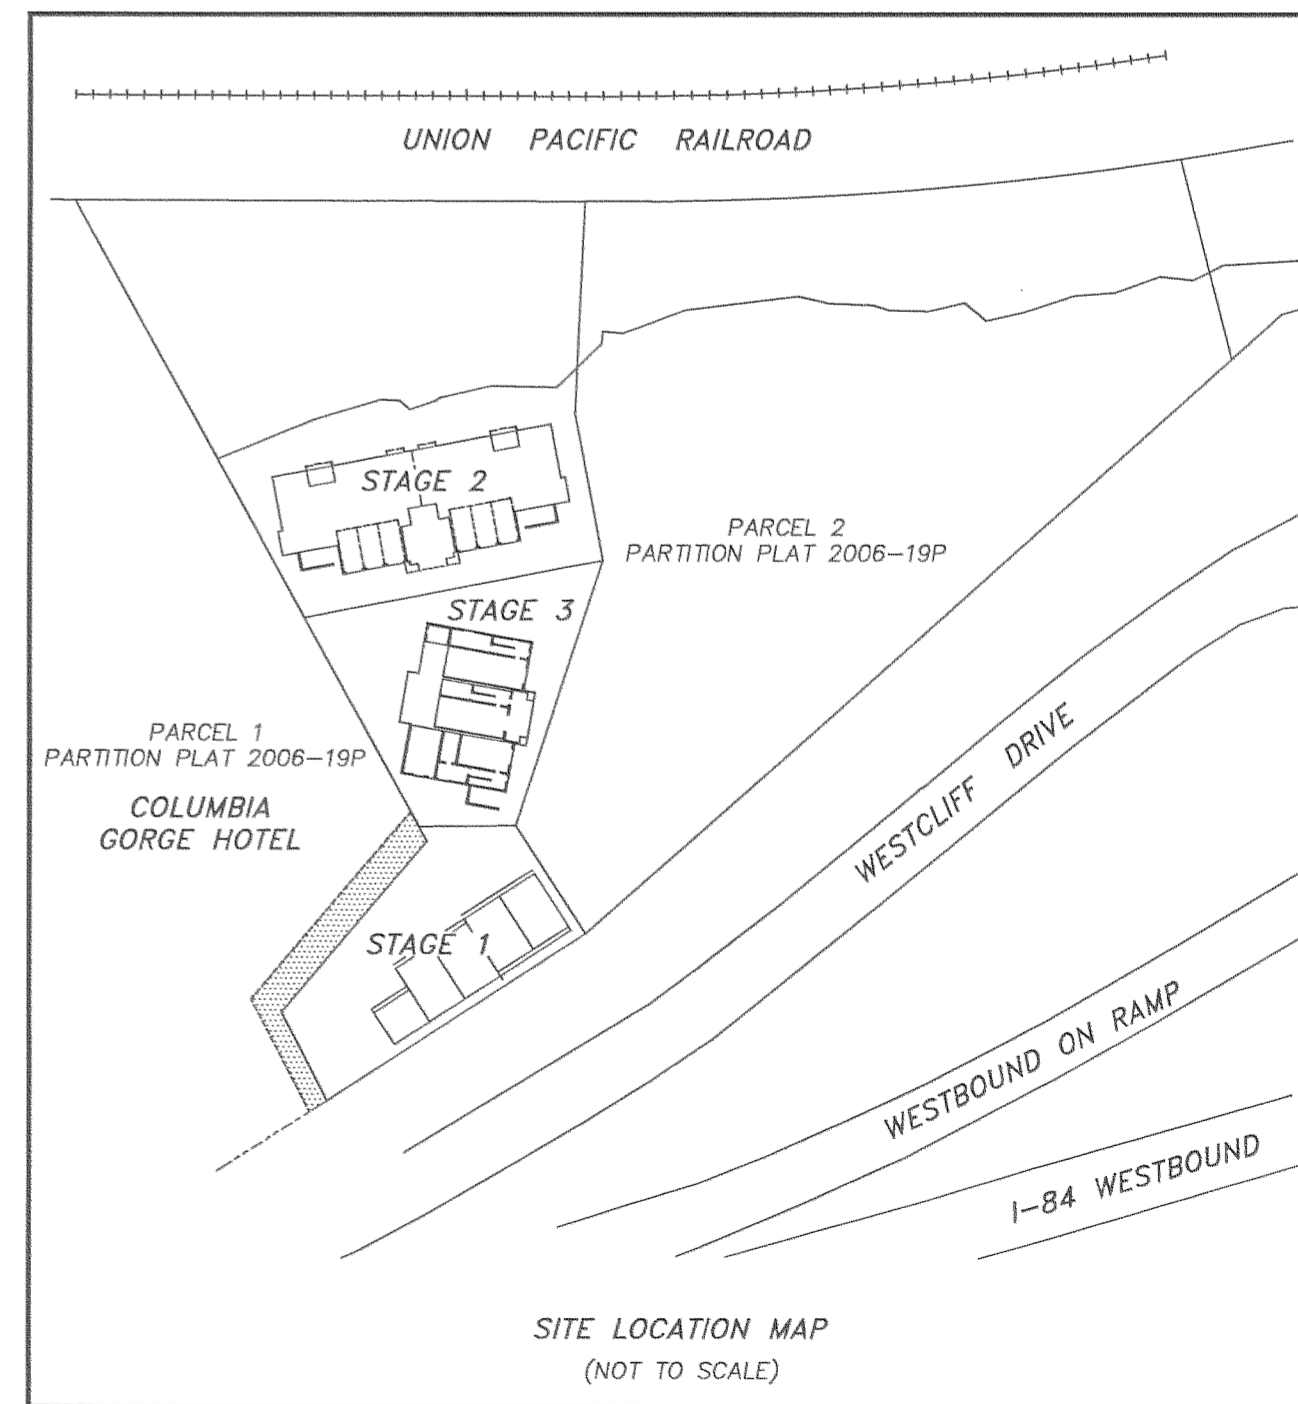 UNION PACIFIC RAILROAD
STAGE 2
PARCEL 2
PARTITION PLAT 2006-19P
STAGE 3
PARCEL 1
PARTITION PLAT 2006-19P
COLUMBIA
GORGE HOTEL
WESTCLIFF DRIVE
STAGE 1
WESTBOUND ON RAMP
I-84 WESTBOUND
SITE LOCATION MAP
(NOT TO SCALE)